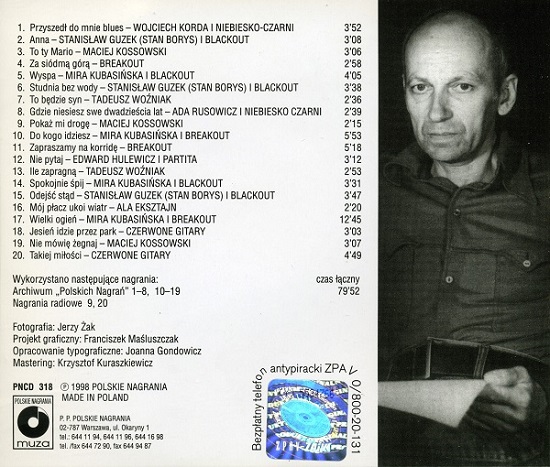 1. Przyszedł do mnie blues – WOJCIECH KORDA I NIEBIESKO-CZARNI 3'52
2. Anna – STANISŁAW GUZEK (STAN BORYS) I BLACKOUT 3'08
3. To ty Mario – MACIEJ KOSSOWSKI 3'06
4. Za siódmą górą – BREAKOUT 2'58
5. Wyspa – MIRA KUBASIŃSKA I BLACKOUT 4'05
6. Studnia bez wody – STANISŁAW GUZEK (STAN BORYS) I BLACKOUT 3'38
7. To będzie syn – TADEUSZ WOŹNIAK 2'36
8. Gdzie niesiesz swe dwadzieścia lat – ADA RUSOWICZ I NIEBIESKO CZARNI 2'39
9. Pokaż mi drogę – MACIEJ KOSSOWSKI 2'15
10. Do kogo idziesz – MIRA KUBASIŃSKA I BREAKOUT 5'53
11. Zapraszamy na korridę – BREAKOUT 5'18
12. Nie pytaj – EDWARD HULEWICZ I PARTITA 3'12
13. Ile zapragną – TADEUSZ WOŹNIAK 2'53
14. Spokojnie śpij – MIRA KUBASIŃSKA I BLACKOUT 3'31
15. Odejść stąd – STANISŁAW GUZEK (STAN BORYS) I BLACKOUT 3'47
16. Mój płacz ukoi wiatr – ALA EKSZTAJN 2'20
17. Wielki ogień – MIRA KUBASIŃSKA I BREAKOUT 12'45
18. Jesień idzie przez park – CZERWONE GITARY 3'03
19. Nie mówię żegnaj – MACIEJ KOSSOWSKI 3'07
20. Takiej miłości – CZERWONE GITARY 4'49
Wykorzystano następujące nagrania: czas łączny
Archiwum „Polskich Nagrań” 1–8, 10–19 79'52
Nagrania radiowe 9, 20
Fotografia: Jerzy Żak
Projekt graficzny: Franciszek Maśluszczak
Opracowanie typograficzne: Joanna Gondowicz
Mastering: Krzysztof Kuraszkiewicz
PNCD 318 ℗ 1998 POLSKIE NAGRANIA
MADE IN POLAND
POLSKIE NAGRANIA
muza
P. P. POLSKIE NAGRANIA
02-787 Warszawa, ul. Okaryny 1
tel.: 644 11 94, 644 11 96, 644 16 98
tel./fax 644 72 90, fax 644 94 87
Bezpłatny telefon antypiracki ZPAV 0/800-20-131